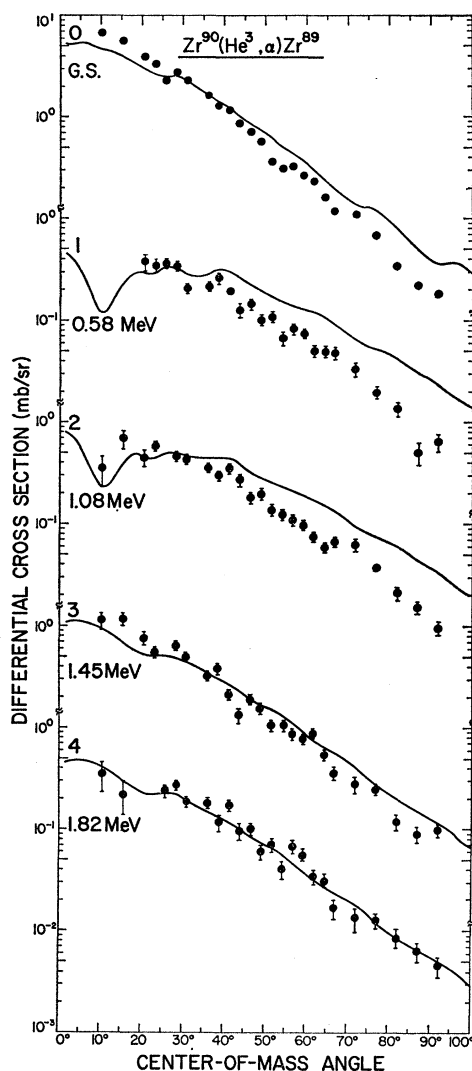 Zr⁹⁰(He³,α)Zr⁸⁹
10¹
0
G.S.
10⁰
10⁰
1
10⁻¹
0.58 MeV
10⁰
2
1.08 MeV
10⁻¹
10⁰
3
1.45 MeV
10⁰
4
1.82 MeV
10⁻¹
10⁻²
10⁻³
0° 10° 20° 30° 40° 50° 60° 70° 80° 90° 100°
CENTER-OF-MASS ANGLE
DIFFERENTIAL CROSS SECTION (mb/sr)